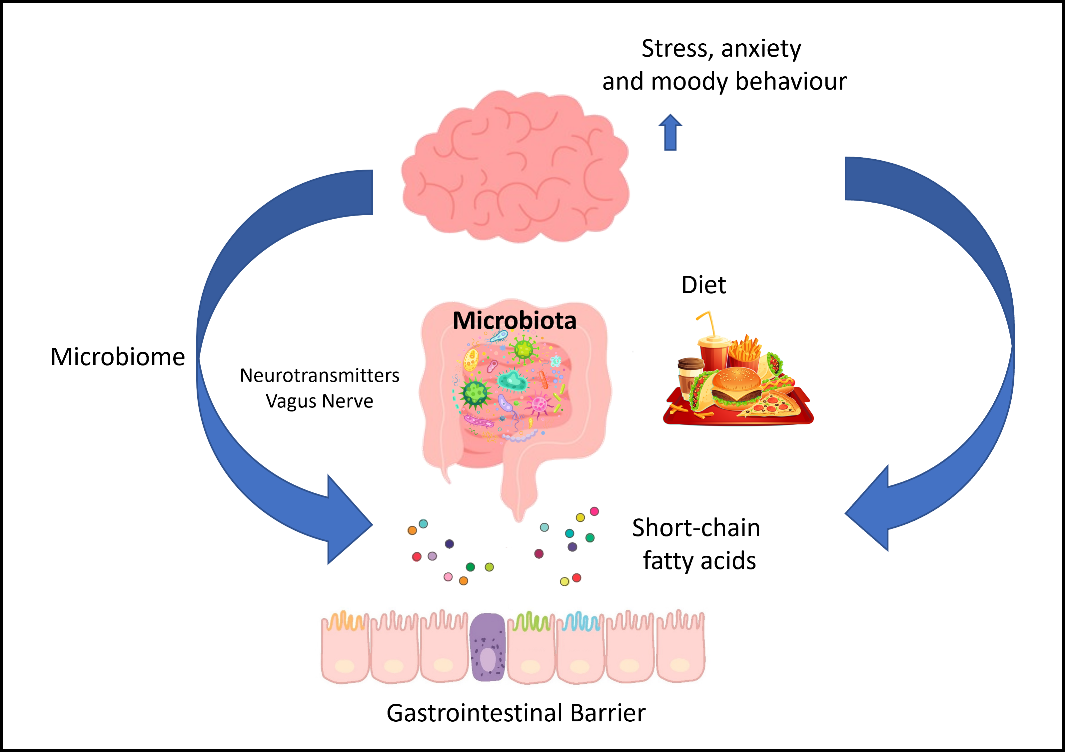 Stress, anxiety
and moody behaviour
Diet
Microbiota
Microbiome
Neurotransmitters
Vagus Nerve
Short-chain
fatty acids
Gastrointestinal Barrier